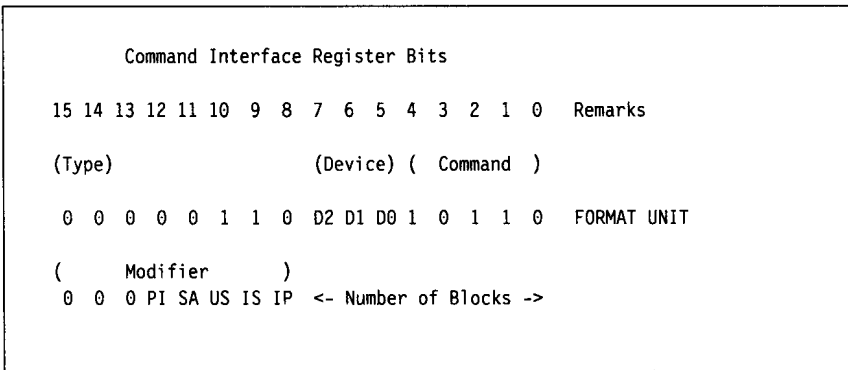 Command Interface Register Bits
15 14 13 12 11 10 9 8 7 6 5 4 3 2 1 0 Remarks
(Type) (Device) ( Command )
0 0 0 0 0 1 1 0 D2 D1 D0 1 0 1 1 0 FORMAT UNIT
( Modifier )
0 0 0 PI SA US IS IP <- Number of Blocks ->